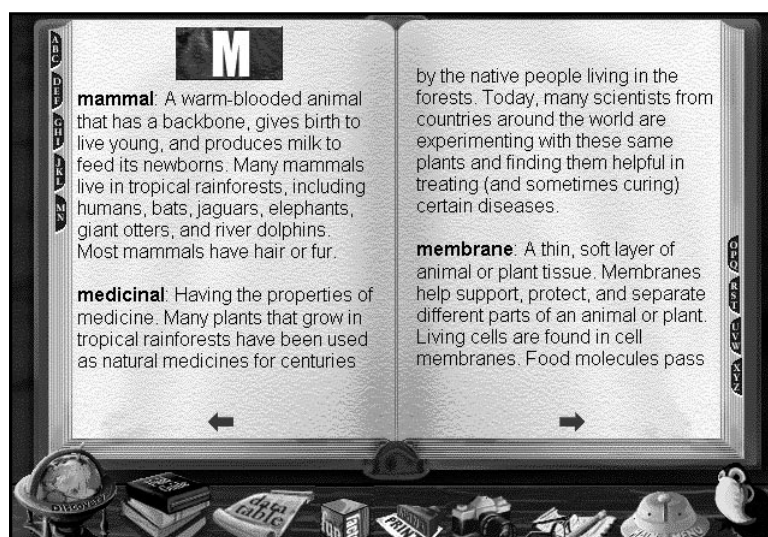 M
mammal: A warm-blooded animal
that has a backbone, gives birth to
live young, and produces milk to
feed its newborns. Many mammals
live in tropical rainforests, including
humans, bats, jaguars, elephants,
giant otters, and river dolphins.
Most mammals have hair or fur.
medicinal: Having the properties of
medicine. Many plants that grow in
tropical rainforests have been used
as natural medicines for centuries
by the native people living in the
forests. Today, many scientists from
countries around the world are
experimenting with these same
plants and finding them helpful in
treating (and sometimes curing)
certain diseases.
membrane: A thin, soft layer of
animal or plant tissue. Membranes
help support, protect, and separate
different parts of an animal or plant.
Living cells are found in cell
membranes. Food molecules pass
ABC
DEF
GHI
JKL
MN
OPQ
RST
UVW
XYZ
DISCOVERY
data
table
PRINT
MAIN MENU